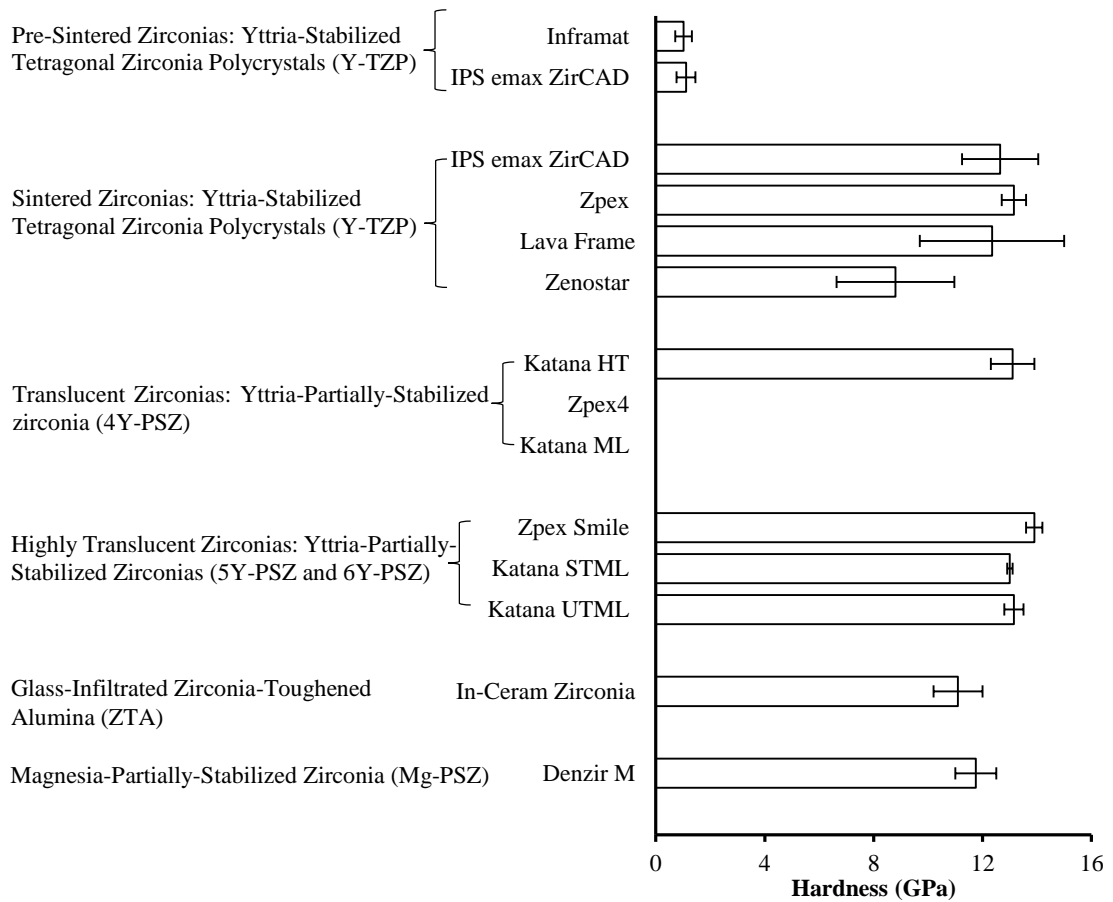 Pre-Sintered Zirconias: Yttria-Stabilized
Tetragonal Zirconia Polycrystals (Y-TZP)
Inframat
IPS emax ZirCAD
Sintered Zirconias: Yttria-Stabilized
Tetragonal Zirconia Polycrystals (Y-TZP)
IPS emax ZirCAD
Zpex
Lava Frame
Zenostar
Translucent Zirconias: Yttria-Partially-Stabilized
zirconia (4Y-PSZ)
Katana HT
Zpex4
Katana ML
Highly Translucent Zirconias: Yttria-Partially-
Stabilized Zirconias (5Y-PSZ and 6Y-PSZ)
Zpex Smile
Katana STML
Katana UTML
Glass-Infiltrated Zirconia-Toughened
Alumina (ZTA)
In-Ceram Zirconia
Magnesia-Partially-Stabilized Zirconia (Mg-PSZ)
Denzir M
0 4 8 12 16
Hardness (GPa)